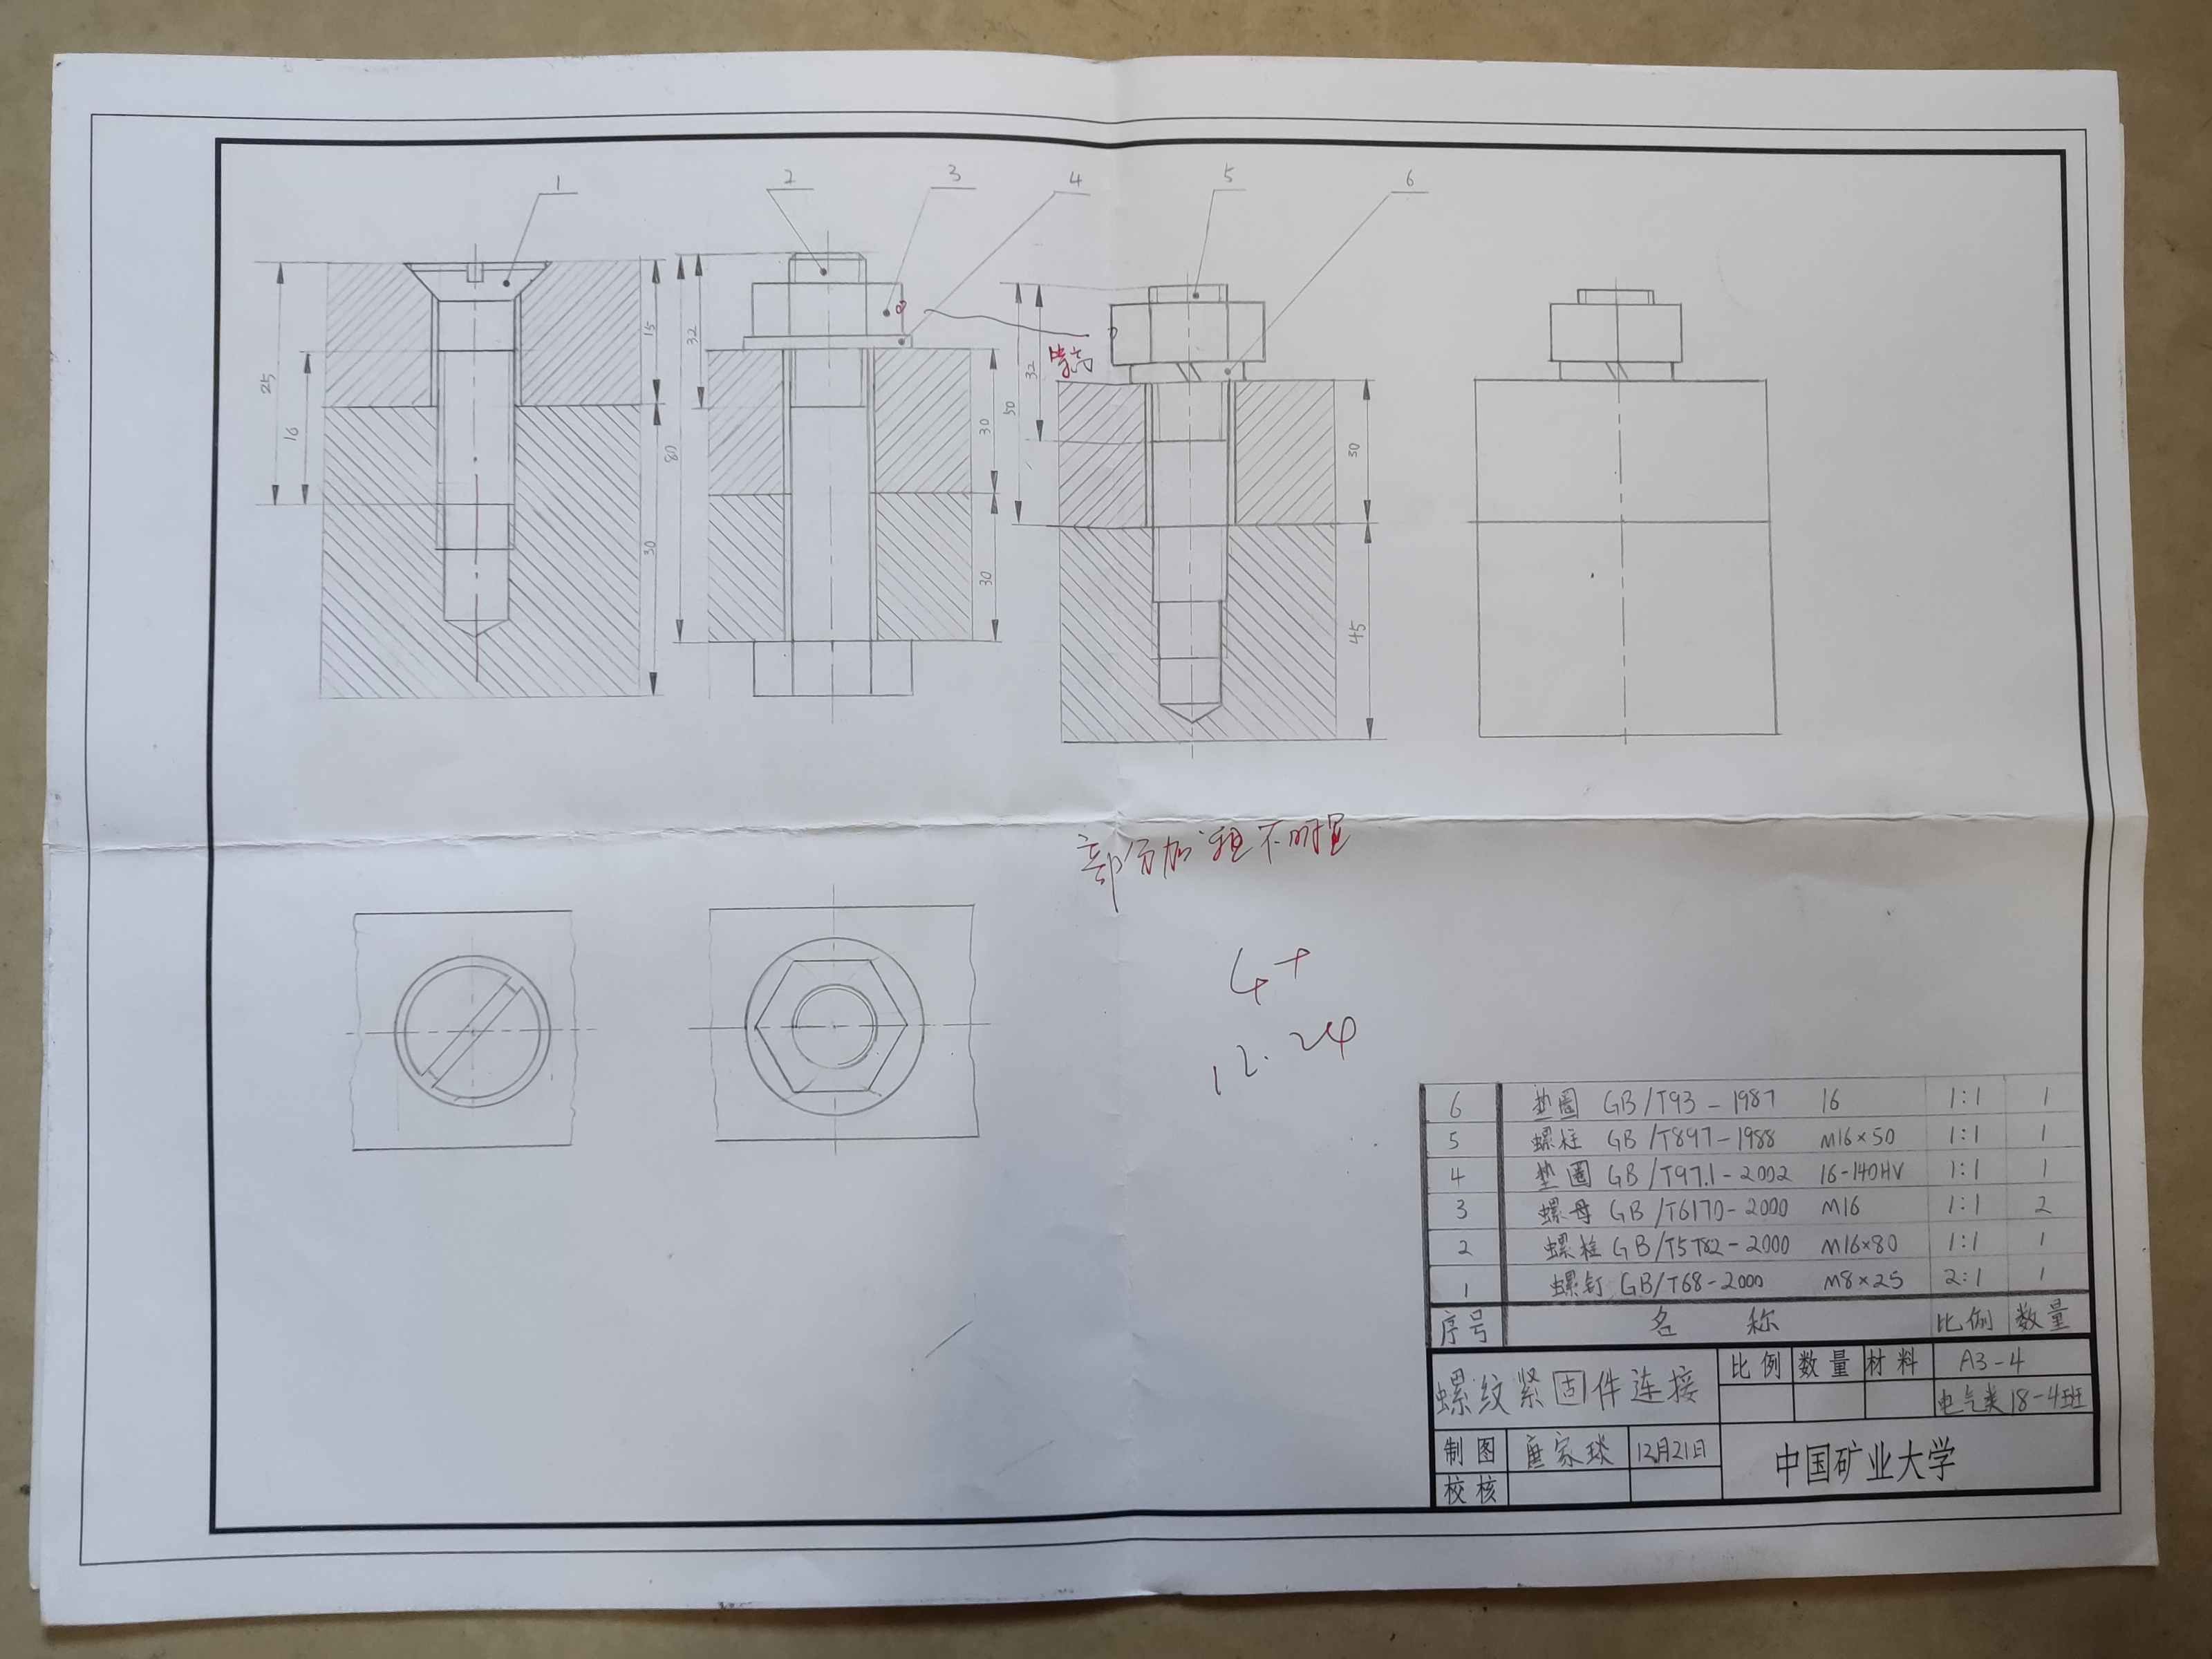 1
2
3
4
5
6
25
16
15
30
32
80
30
30
32
50
30
45
部分加粗不明显
4+
12.24
6 垫圈 GB/T93-1987 16 1:1 1
5 螺柱 GB/T897-1988 M16×50 1:1 1
4 垫圈 GB/T97.1-2002 16-140HV 1:1 1
3 螺母 GB/T6170-2000 M16 1:1 2
2 螺栓 GB/T5782-2000 M16×80 1:1 1
1 螺钉 GB/T68-2000 M8×25 2:1 1
序号 名 称 比例 数量
螺纹紧固件连接 比例 数量 材料 A3-4
电气类18-4班
制图 唐家琰 12月21日 中国矿业大学
校核